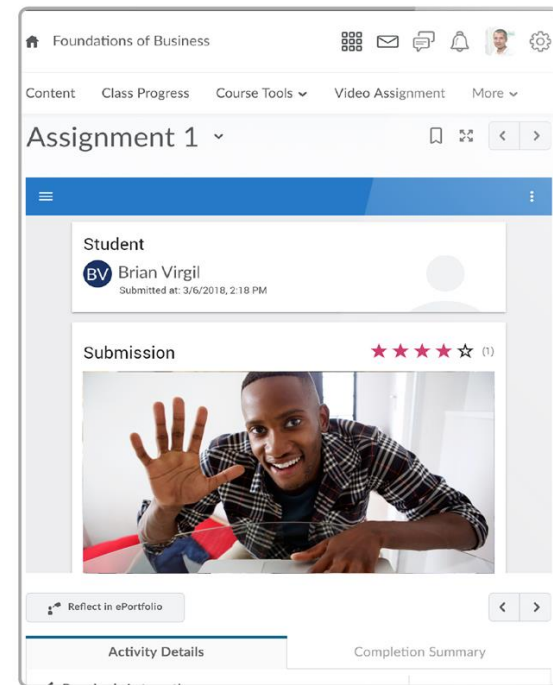 Foundations of Business
Content Class Progress Course Tools Video Assignment More
Assignment 1
Student
BV Brian Virgil
Submitted at: 3/6/2018, 2:18 PM
Submission (1)
Reflect in ePortfolio
Activity Details Completion Summary